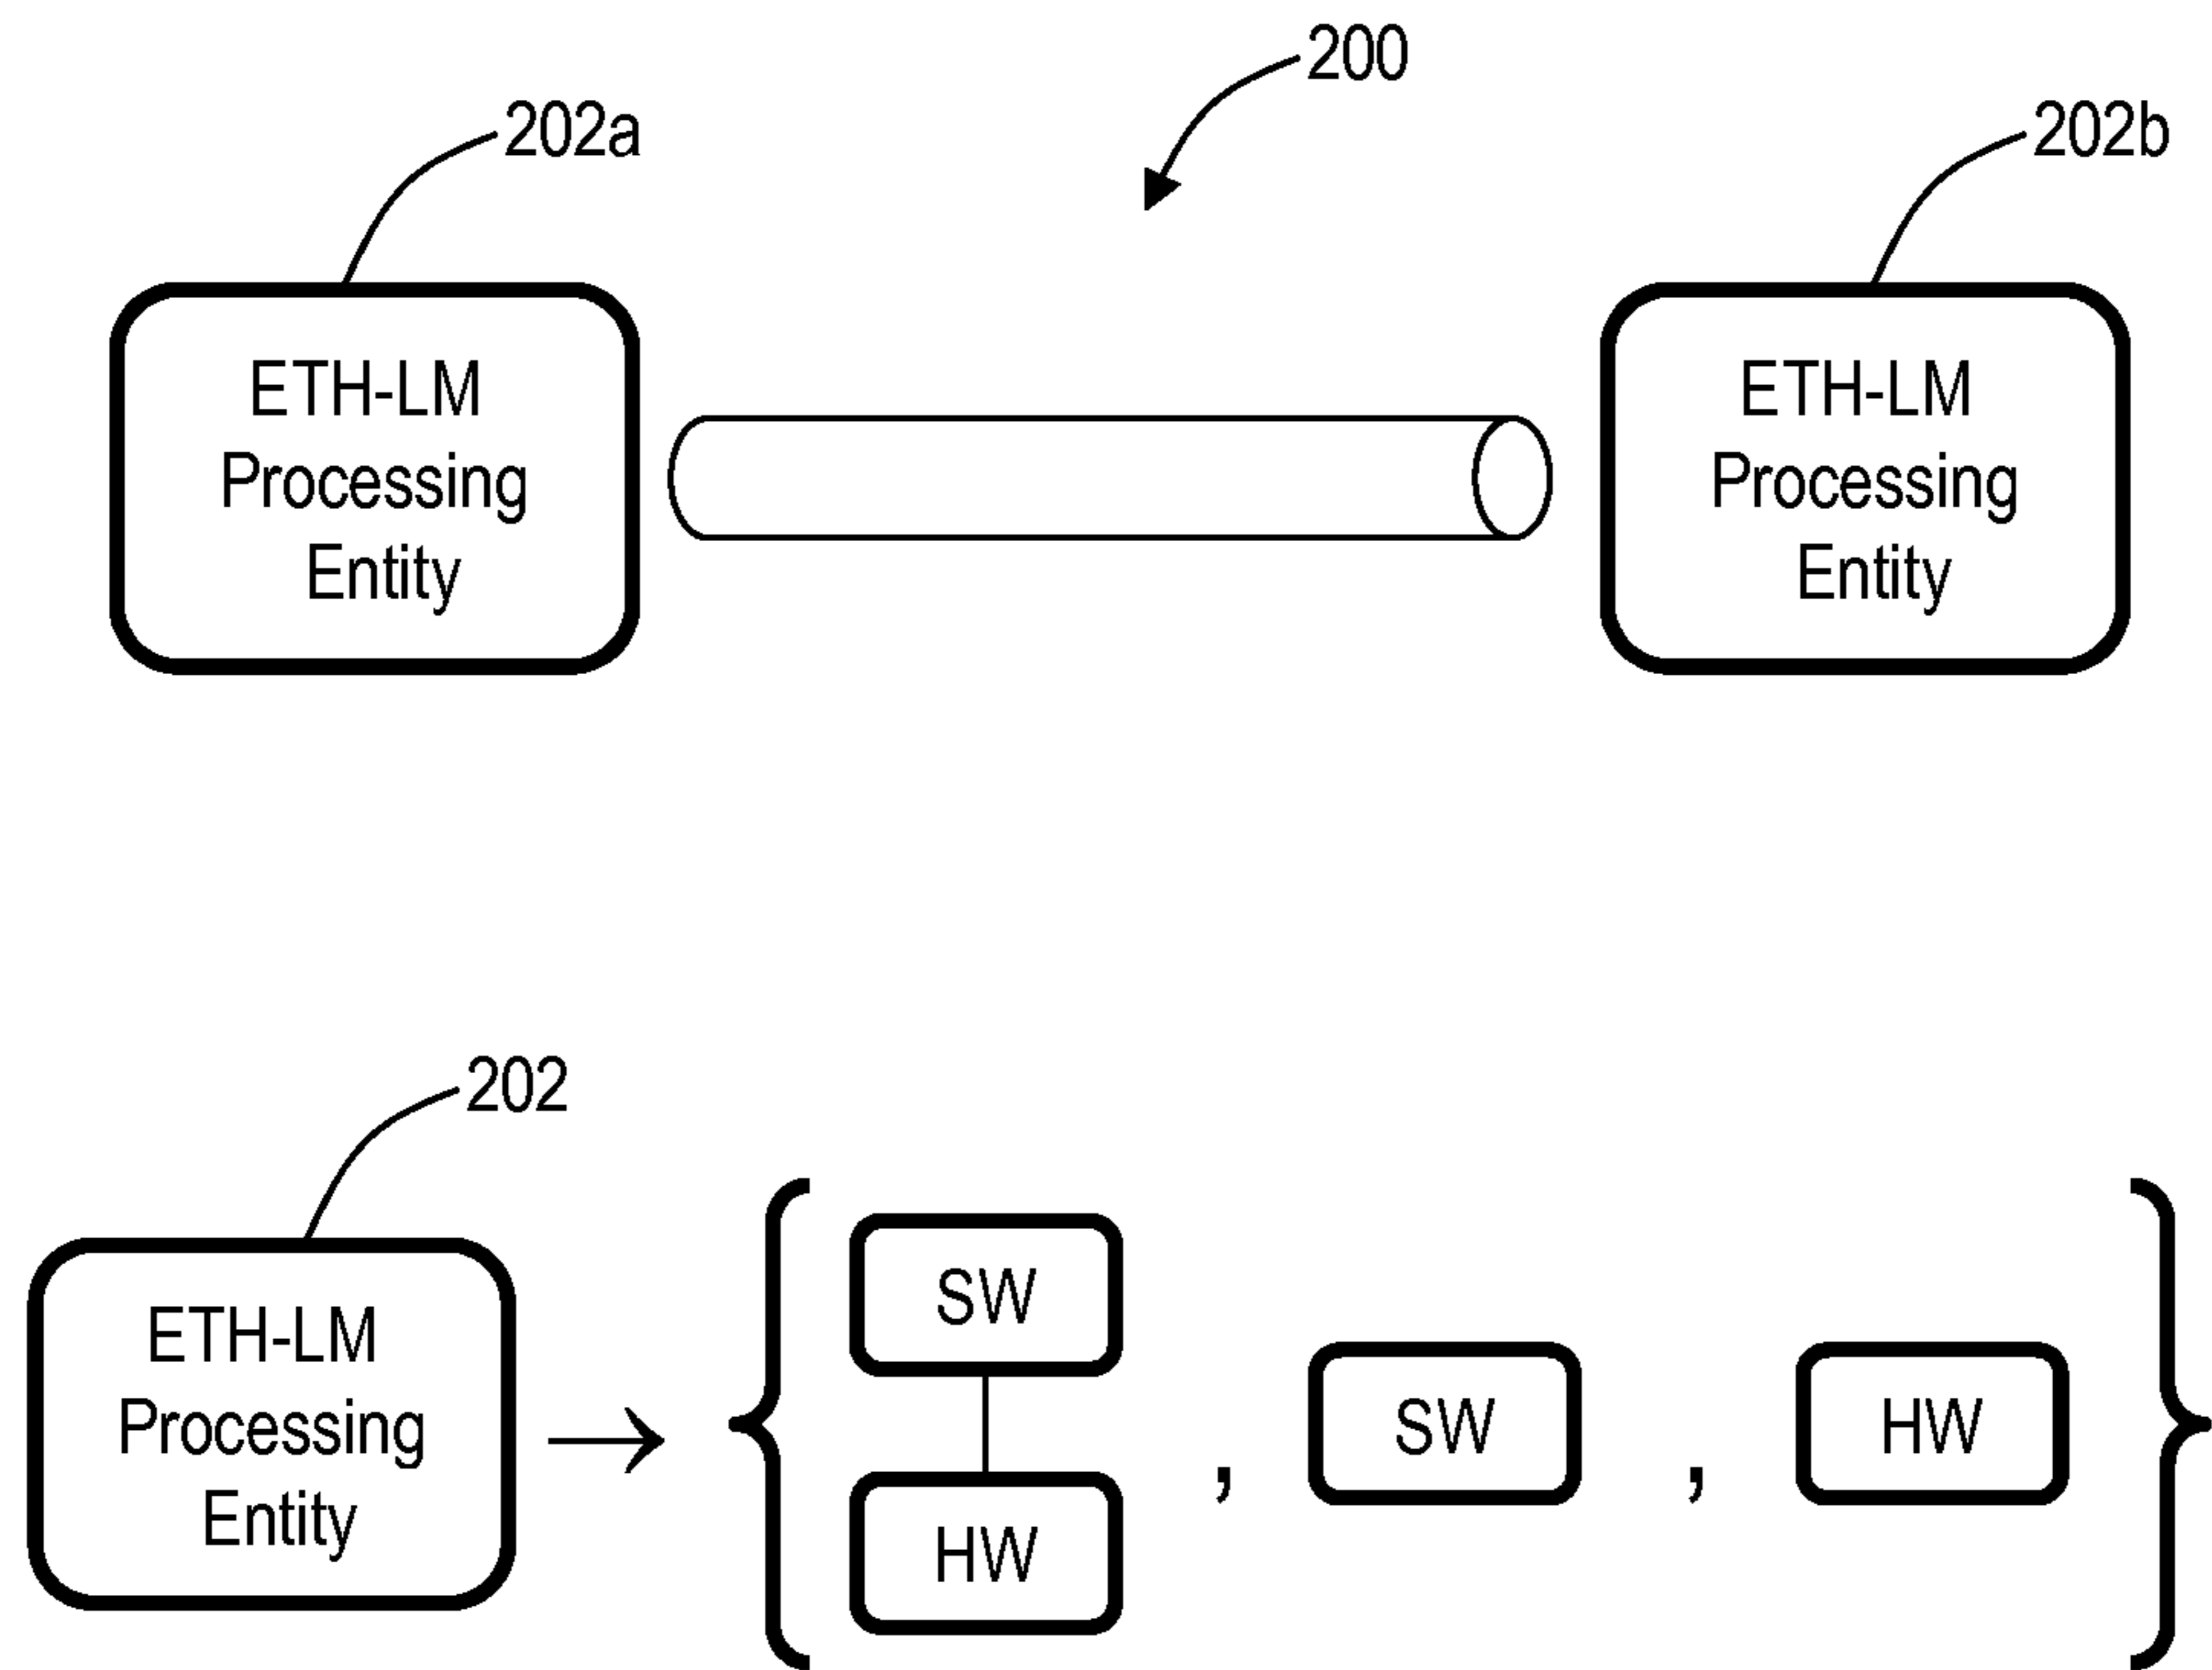 200
202a
202b
ETH-LM
Processing
Entity
ETH-LM
Processing
Entity
202
ETH-LM
Processing
Entity
SW
HW
,
SW
,
HW